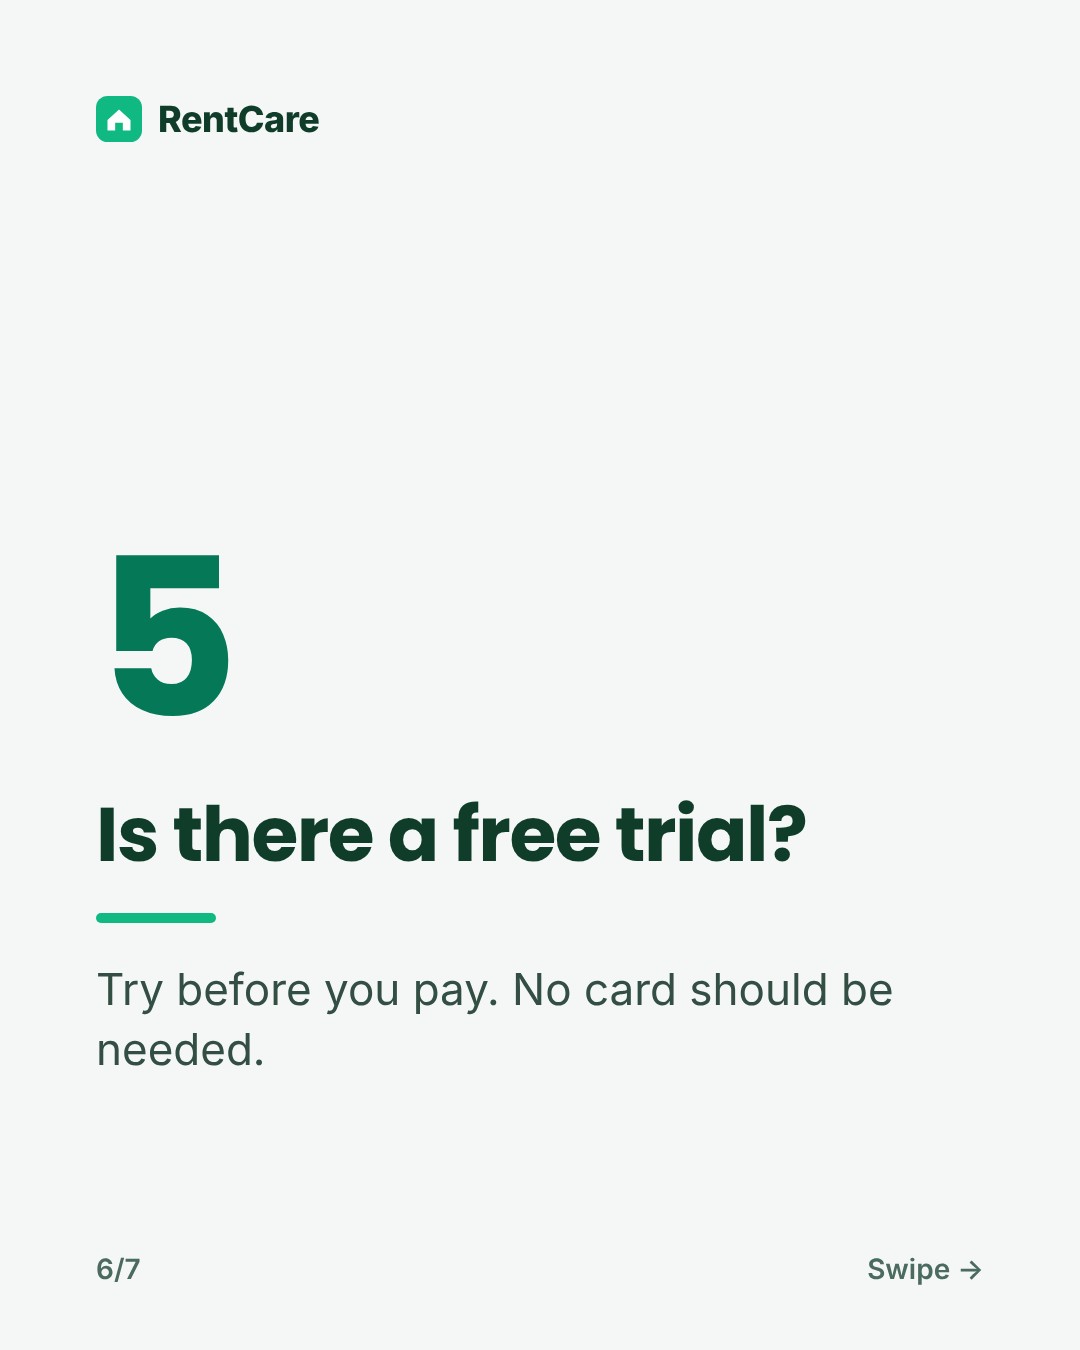 RentCare
5
Is there a free trial?
Try before you pay. No card should be
needed.
6/7
Swipe →